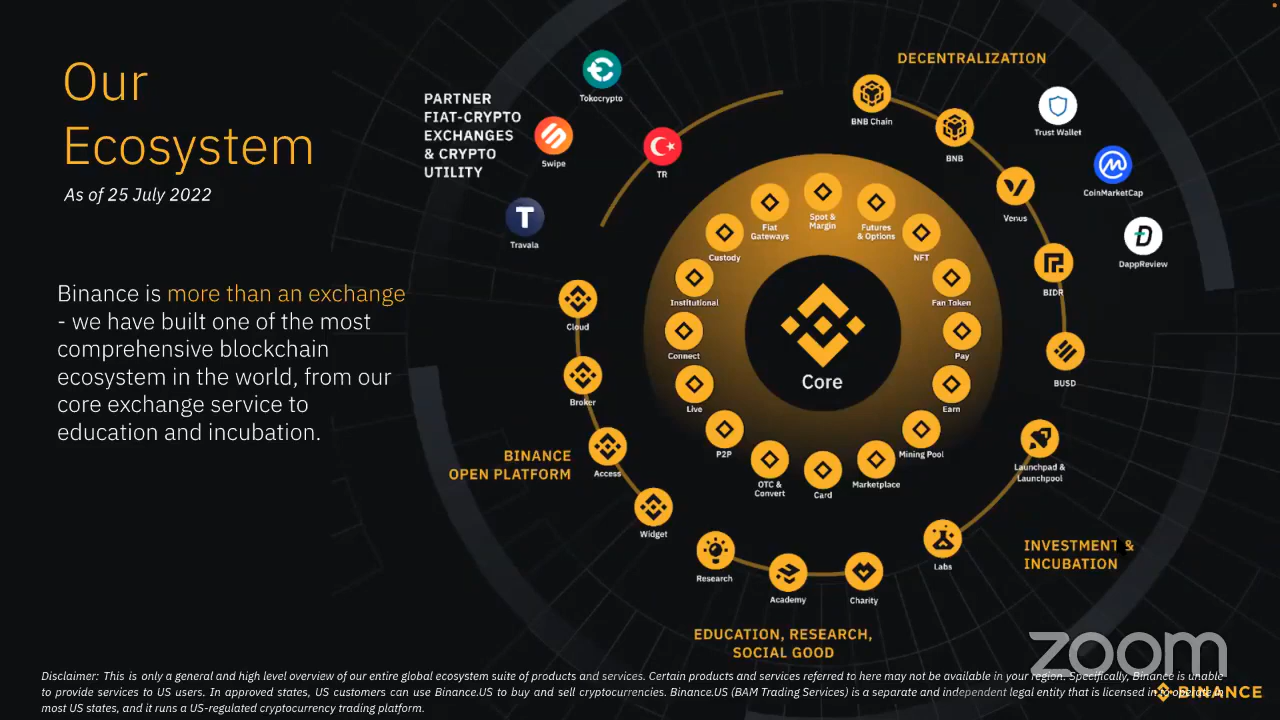 Our
Ecosystem
As of 25 July 2022
Binance is more than an exchange
- we have built one of the most
comprehensive blockchain
ecosystem in the world, from our
core exchange service to
education and incubation.
PARTNER
FIAT-CRYPTO
EXCHANGES
& CRYPTO
UTILITY
Tokocrypto
Swipe
TR
Travala
DECENTRALIZATION
BNB Chain
BNB
Venus
BIDR
BUSD
Trust Wallet
CoinMarketCap
DappReview
Core
Spot &
Margin
Futures
& Options
NFT
Fan Token
Pay
Earn
Mining Pool
Marketplace
Card
OTC &
Convert
P2P
Live
Connect
Institutional
Custody
Fiat
Gateways
Cloud
Broker
Access
Widget
BINANCE
OPEN PLATFORM
Research
Academy
Charity
EDUCATION, RESEARCH,
SOCIAL GOOD
Launchpad &
Launchpool
Labs
INVESTMENT &
INCUBATION
Disclaimer: This is only a general and high level overview of our entire global ecosystem suite of products and services. Certain products and services referred to here may not be available in your region. Specifically, Binance is unable
to provide services to US users. In approved states, US customers can use Binance.US to buy and sell cryptocurrencies. Binance.US (BAM Trading Services) is a separate and independent legal entity that is licensed in to operate in
most US states, and it runs a US-regulated cryptocurrency trading platform.
zoom
BINANCE